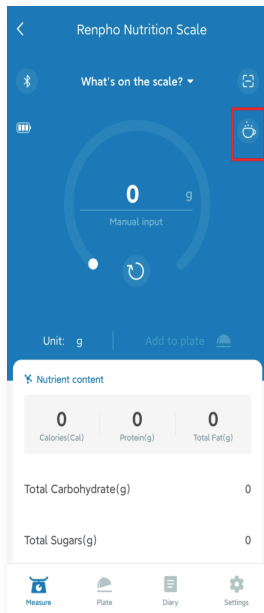 Renpho Nutrition Scale
What's on the scale?
0 g
Manual input
Unit: g
Add to plate
Nutrient content
0 0 0
Calories(Cal) Protein(g) Total Fat(g)
Total Carbohydrate(g) 0
Total Sugars(g) 0
Measure Plate Diary Settings